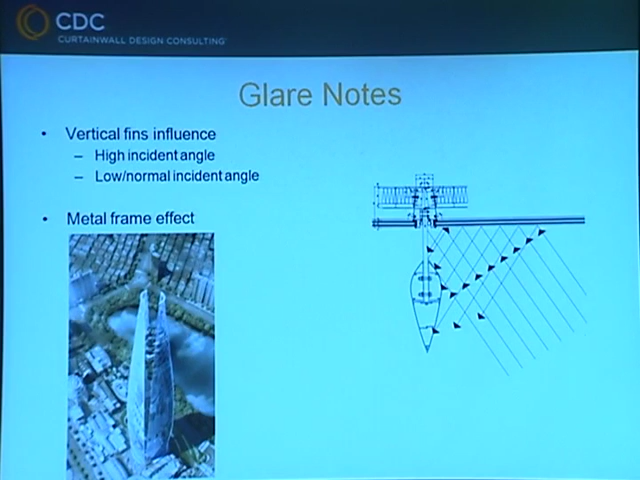 CDC
CURTAINWALL DESIGN CONSULTING
Glare Notes
• Vertical fins influence
– High incident angle
– Low/normal incident angle
• Metal frame effect